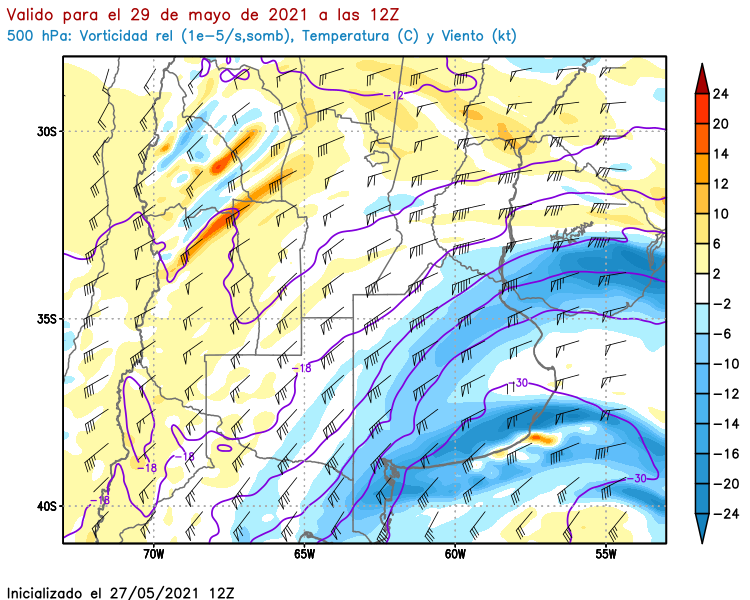 Valido para el 29 de mayo de 2021 a las 12Z
500 hPa: Vorticidad rel (1e-5/s,somb), Temperatura (C) y Viento (kt)
-12
24
30S
20
14
12
10
6
2
35S
-2
-6
-8
-18
-10
-30
-12
-14
-18
-16
-18
-30
-20
-18
40S
-24
70W
65W
60W
55W
Inicializado el 27/05/2021 12Z